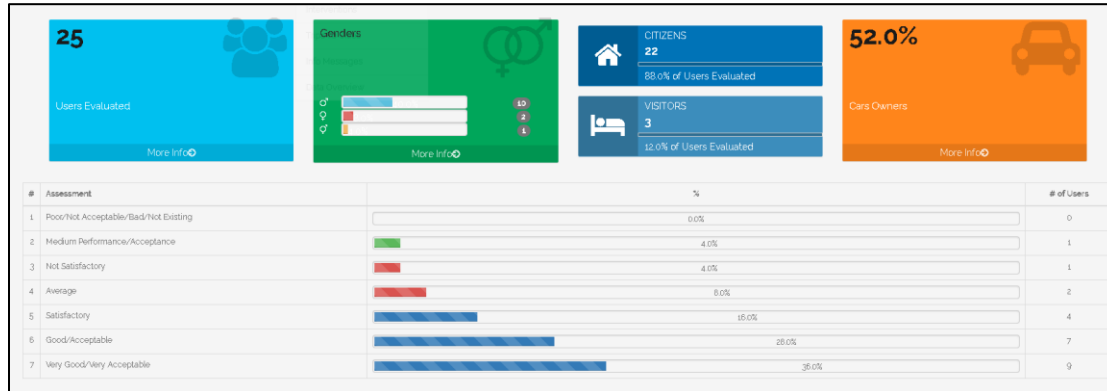 25
Users Evaluated
More Info
Genders
10
2
1
More Info
CITIZENS
22
88.0% of Users Evaluated
VISITORS
3
12.0% of Users Evaluated
52.0%
Cars Owners
More Info
# Assessment % # of Users
1 Poor/Not Acceptable/Bad/Not Existing 0.0% 0
2 Medium Performance/Acceptance 4.0% 1
3 Not Satisfactory 4.0% 1
4 Average 8.0% 2
5 Satisfactory 16.0% 4
6 Good/Acceptable 28.0% 7
7 Very Good/Very Acceptable 36.0% 9